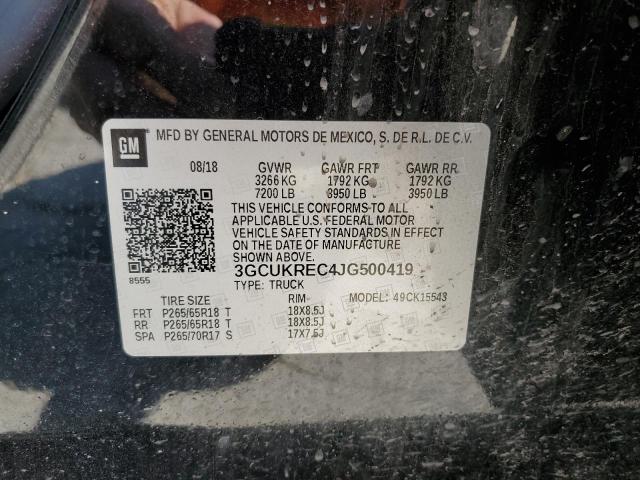 GM MFD BY GENERAL MOTORS DE MEXICO, S. DE R.L. DE C.V.
08/18 GVWR GAWR FRT GAWR RR
3266 KG 1792 KG 1792 KG
7200 LB 3950 LB 3950 LB
THIS VEHICLE CONFORMS TO ALL
APPLICABLE U.S. FEDERAL MOTOR
VEHICLE SAFETY STANDARDS IN EFFECT
ON THE DATE OF MANUFACTURE
SHOWN ABOVE.
3GCUKREC4JG500419
8555 TYPE: TRUCK
TIRE SIZE RIM MODEL: 49CK15543
FRT P265/65R18 T 18X8.5J
RR P265/65R18 T 18X8.5J
SPA P265/70R17 S 17X7.5J